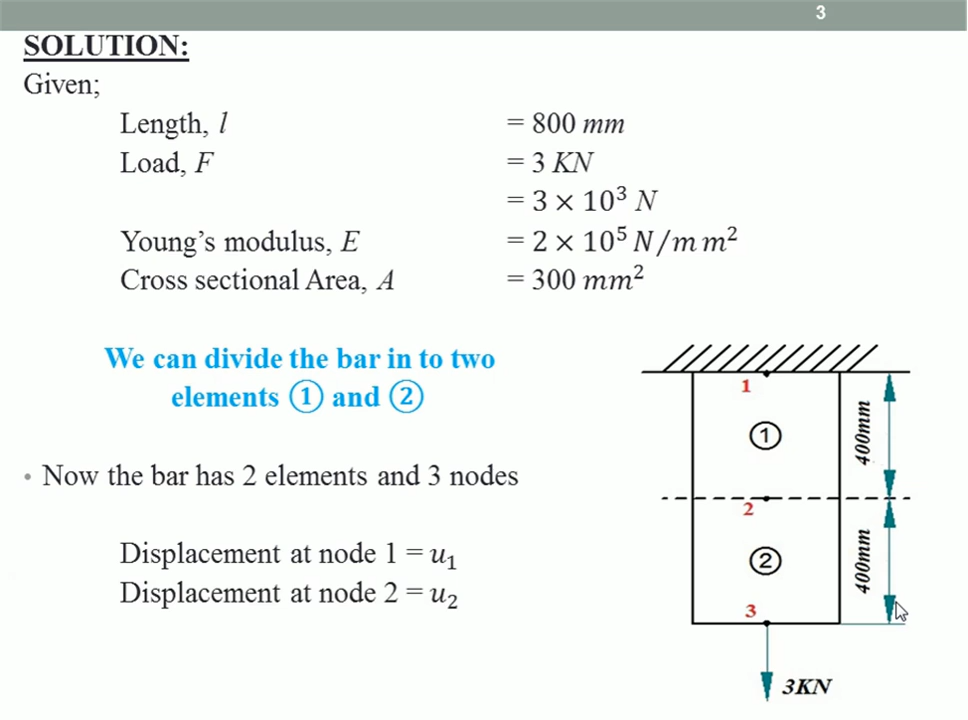 3
SOLUTION:
Given;
Length, l = 800 mm
Load, F = 3 KN
= 3 × 10³ N
Young's modulus, E = 2 × 10⁵ N/m m²
Cross sectional Area, A = 300 mm²
We can divide the bar in to two
elements ① and ②
• Now the bar has 2 elements and 3 nodes
Displacement at node 1 = u₁
Displacement at node 2 = u₂
1
①
400mm
2
②
400mm
3
3KN